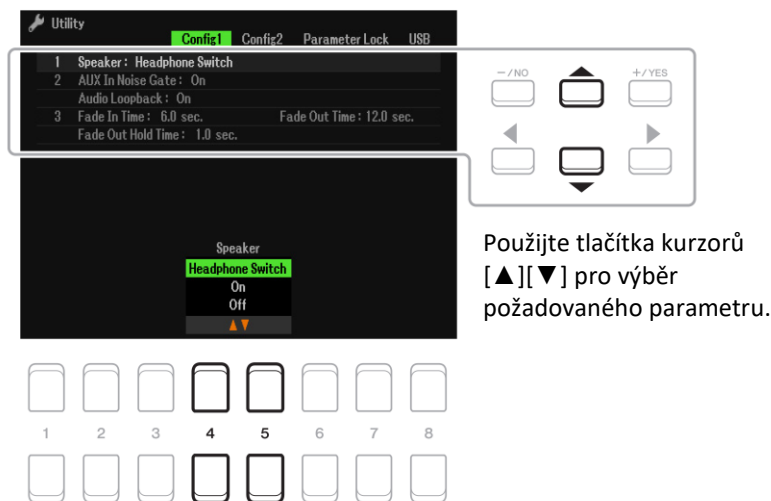 Utility
Config1 Config2 Parameter Lock USB
1 Speaker : Headphone Switch
2 AUX In Noise Gate : On
Audio Loopback : On
3 Fade In Time : 6.0 sec. Fade Out Time : 12.0 sec.
Fade Out Hold Time : 1.0 sec.
−/NO ▲ +/YES
◀ ▶
▼
Použijte tlačítka kurzorů
[▲][▼] pro výběr
požadovaného parametru.
Speaker
Headphone Switch
On
Off
▲▼
1 2 3 4 5 6 7 8